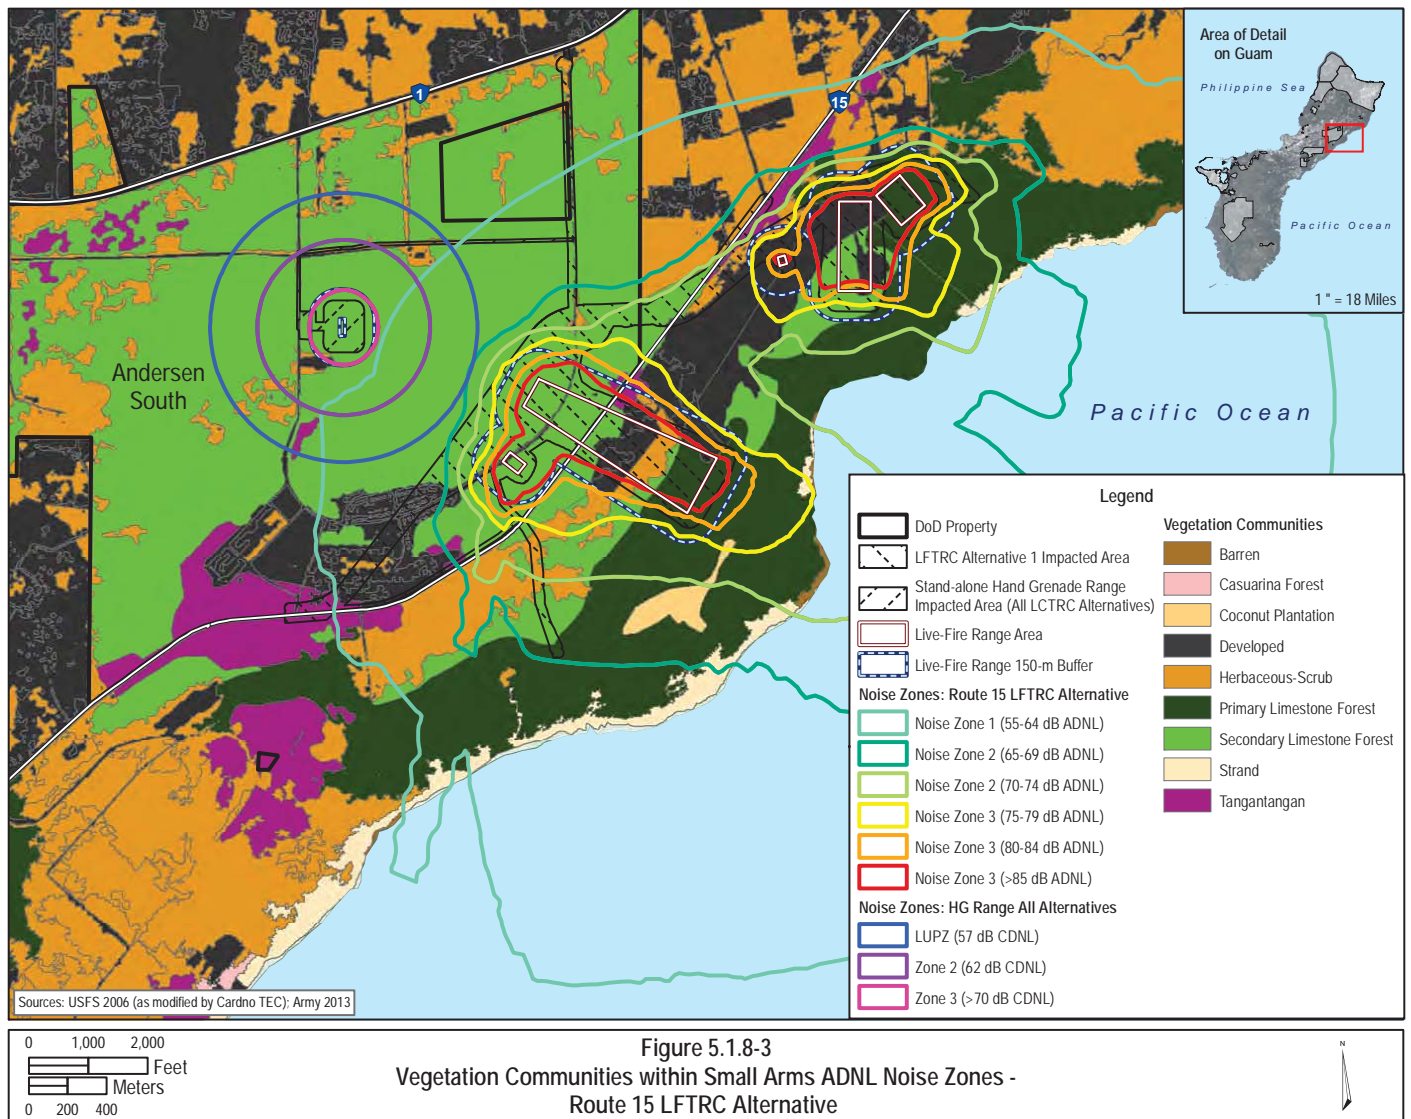 1
15
Andersen
South
Pacific Ocean
Area of Detail
on Guam
Philippine Sea
Pacific Ocean
1 " = 18 Miles
Legend
DoD Property
LFTRC Alternative 1 Impacted Area
Stand-alone Hand Grenade Range
Impacted Area (All LCTRC Alternatives)
Live-Fire Range Area
Live-Fire Range 150-m Buffer
Noise Zones: Route 15 LFTRC Alternative
Noise Zone 1 (55-64 dB ADNL)
Noise Zone 2 (65-69 dB ADNL)
Noise Zone 2 (70-74 dB ADNL)
Noise Zone 3 (75-79 dB ADNL)
Noise Zone 3 (80-84 dB ADNL)
Noise Zone 3 (>85 dB ADNL)
Noise Zones: HG Range All Alternatives
LUPZ (57 dB CDNL)
Zone 2 (62 dB CDNL)
Zone 3 (>70 dB CDNL)
Vegetation Communities
Barren
Casuarina Forest
Coconut Plantation
Developed
Herbaceous-Scrub
Primary Limestone Forest
Secondary Limestone Forest
Strand
Tangantangan
Sources: USFS 2006 (as modified by Cardno TEC); Army 2013
0 1,000 2,000
Feet
Meters
0 200 400
Figure 5.1.8-3
Vegetation Communities within Small Arms ADNL Noise Zones -
Route 15 LFTRC Alternative
N